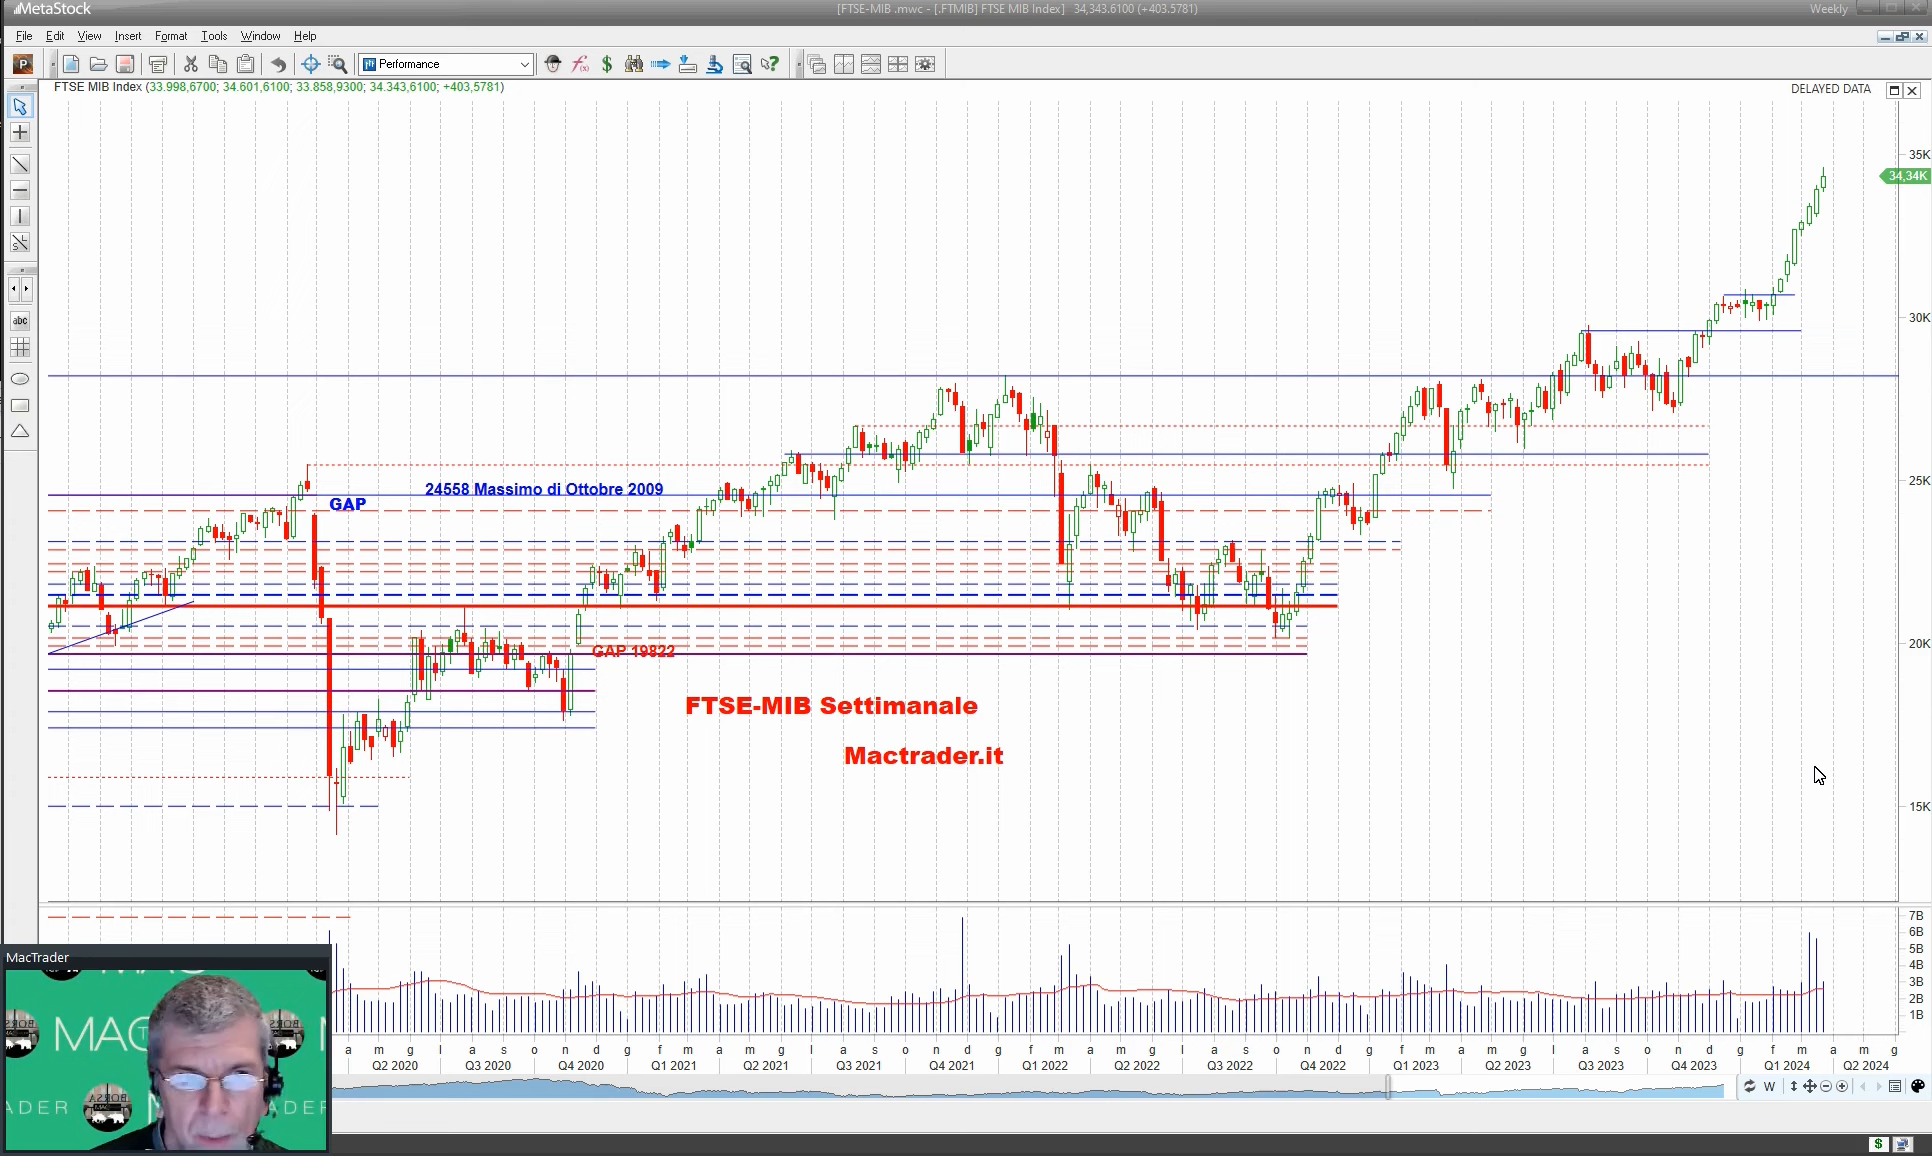 MetaStock
[FTSE-MIB .mwc - [.FTMIB] FTSE MIB Index] 34,343.6100 (+403.5781)
Weekly
File Edit View Insert Format Tools Window Help
Performance
FTSE MIB Index (33.998,6700; 34.601,6100; 33.858,9300; 34.343,6100; +403,5781)
DELAYED DATA
35K
34,34K
30K
25K
20K
15K
24558 Massimo di Ottobre 2009
GAP
GAP 19822
FTSE-MIB Settimanale
Mactrader.it
abc
7B
6B
5B
4B
3B
2B
1B
MacTrader
MAC
ADER
ADER
a m g l a s o n d g f m a m g l a s o n d g f m a m g l a s o n d g f m a m g l a s o n d g f m a m g
Q2 2020 Q3 2020 Q4 2020 Q1 2021 Q2 2021 Q3 2021 Q4 2021 Q1 2022 Q2 2022 Q3 2022 Q4 2022 Q1 2023 Q2 2023 Q3 2023 Q4 2023 Q1 2024 Q2 2024
W